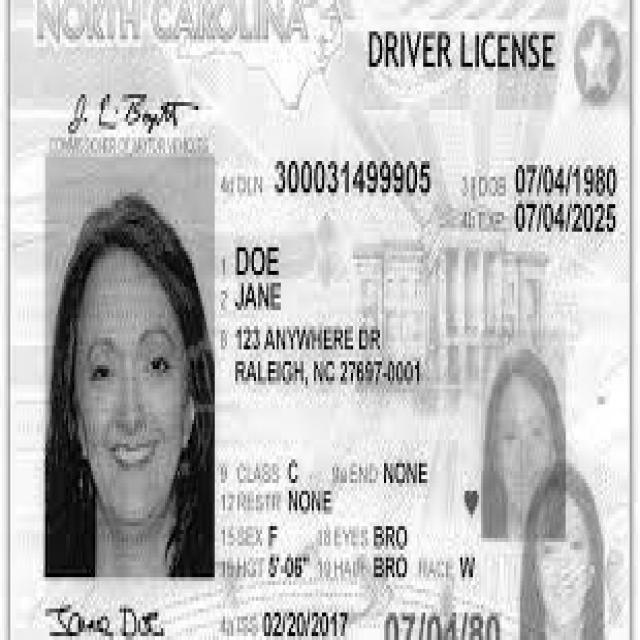 NORTH CAROLINA
DRIVER LICENSE
COMMISSIONER OF MOTOR VEHICLES
4d DLN 300031499905 3 DOB 07/04/1980
4b EXP 07/04/2025
1 DOE
2 JANE
8 123 ANYWHERE DR
RALEIGH, NC 27697-0001
9 CLASS C 9a END NONE
12 RESTR NONE
15 SEX F 18 EYES BRO
16 HGT 5'-06" 19 HAIR BRO RACE W
Jane Doe 4a ISS 02/20/2017 07/04/80